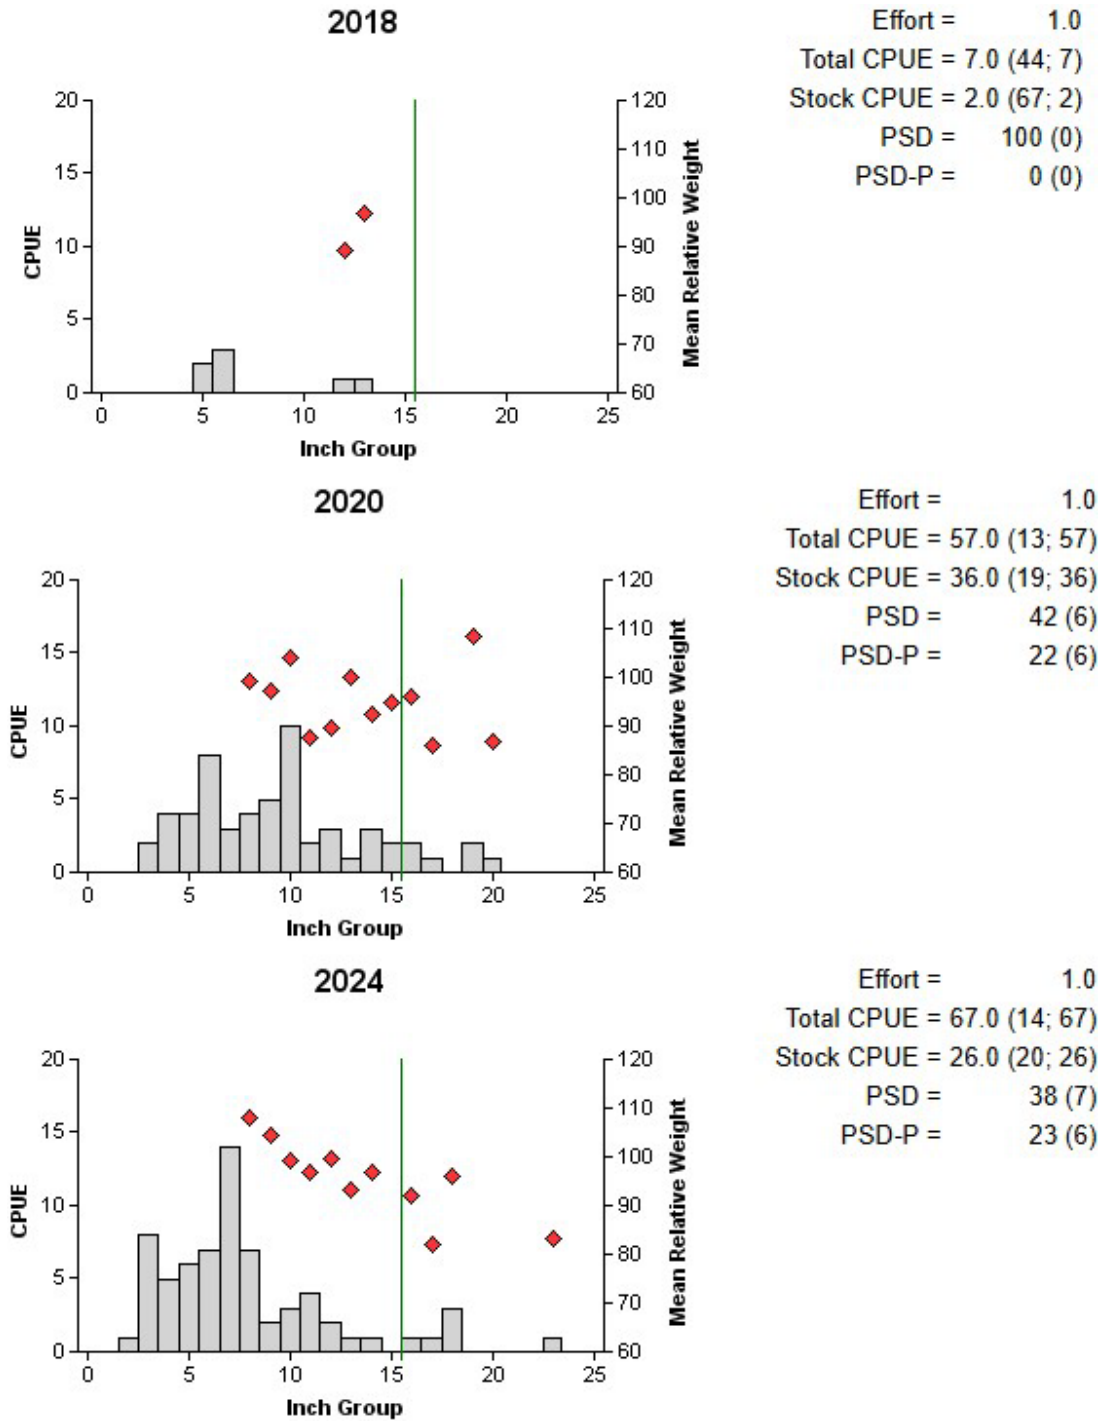 2018
Effort = 1.0
Total CPUE = 7.0 (44; 7)
Stock CPUE = 2.0 (67; 2)
PSD = 100 (0)
PSD-P = 0 (0)
20
15
10
5
0
CPUE
120
110
100
90
80
70
60
Mean Relative Weight
0 5 10 15 20 25
Inch Group
2020
Effort = 1.0
Total CPUE = 57.0 (13; 57)
Stock CPUE = 36.0 (19; 36)
PSD = 42 (6)
PSD-P = 22 (6)
20
15
10
5
0
CPUE
120
110
100
90
80
70
60
Mean Relative Weight
0 5 10 15 20 25
Inch Group
2024
Effort = 1.0
Total CPUE = 67.0 (14; 67)
Stock CPUE = 26.0 (20; 26)
PSD = 38 (7)
PSD-P = 23 (6)
20
15
10
5
0
CPUE
120
110
100
90
80
70
60
Mean Relative Weight
0 5 10 15 20 25
Inch Group